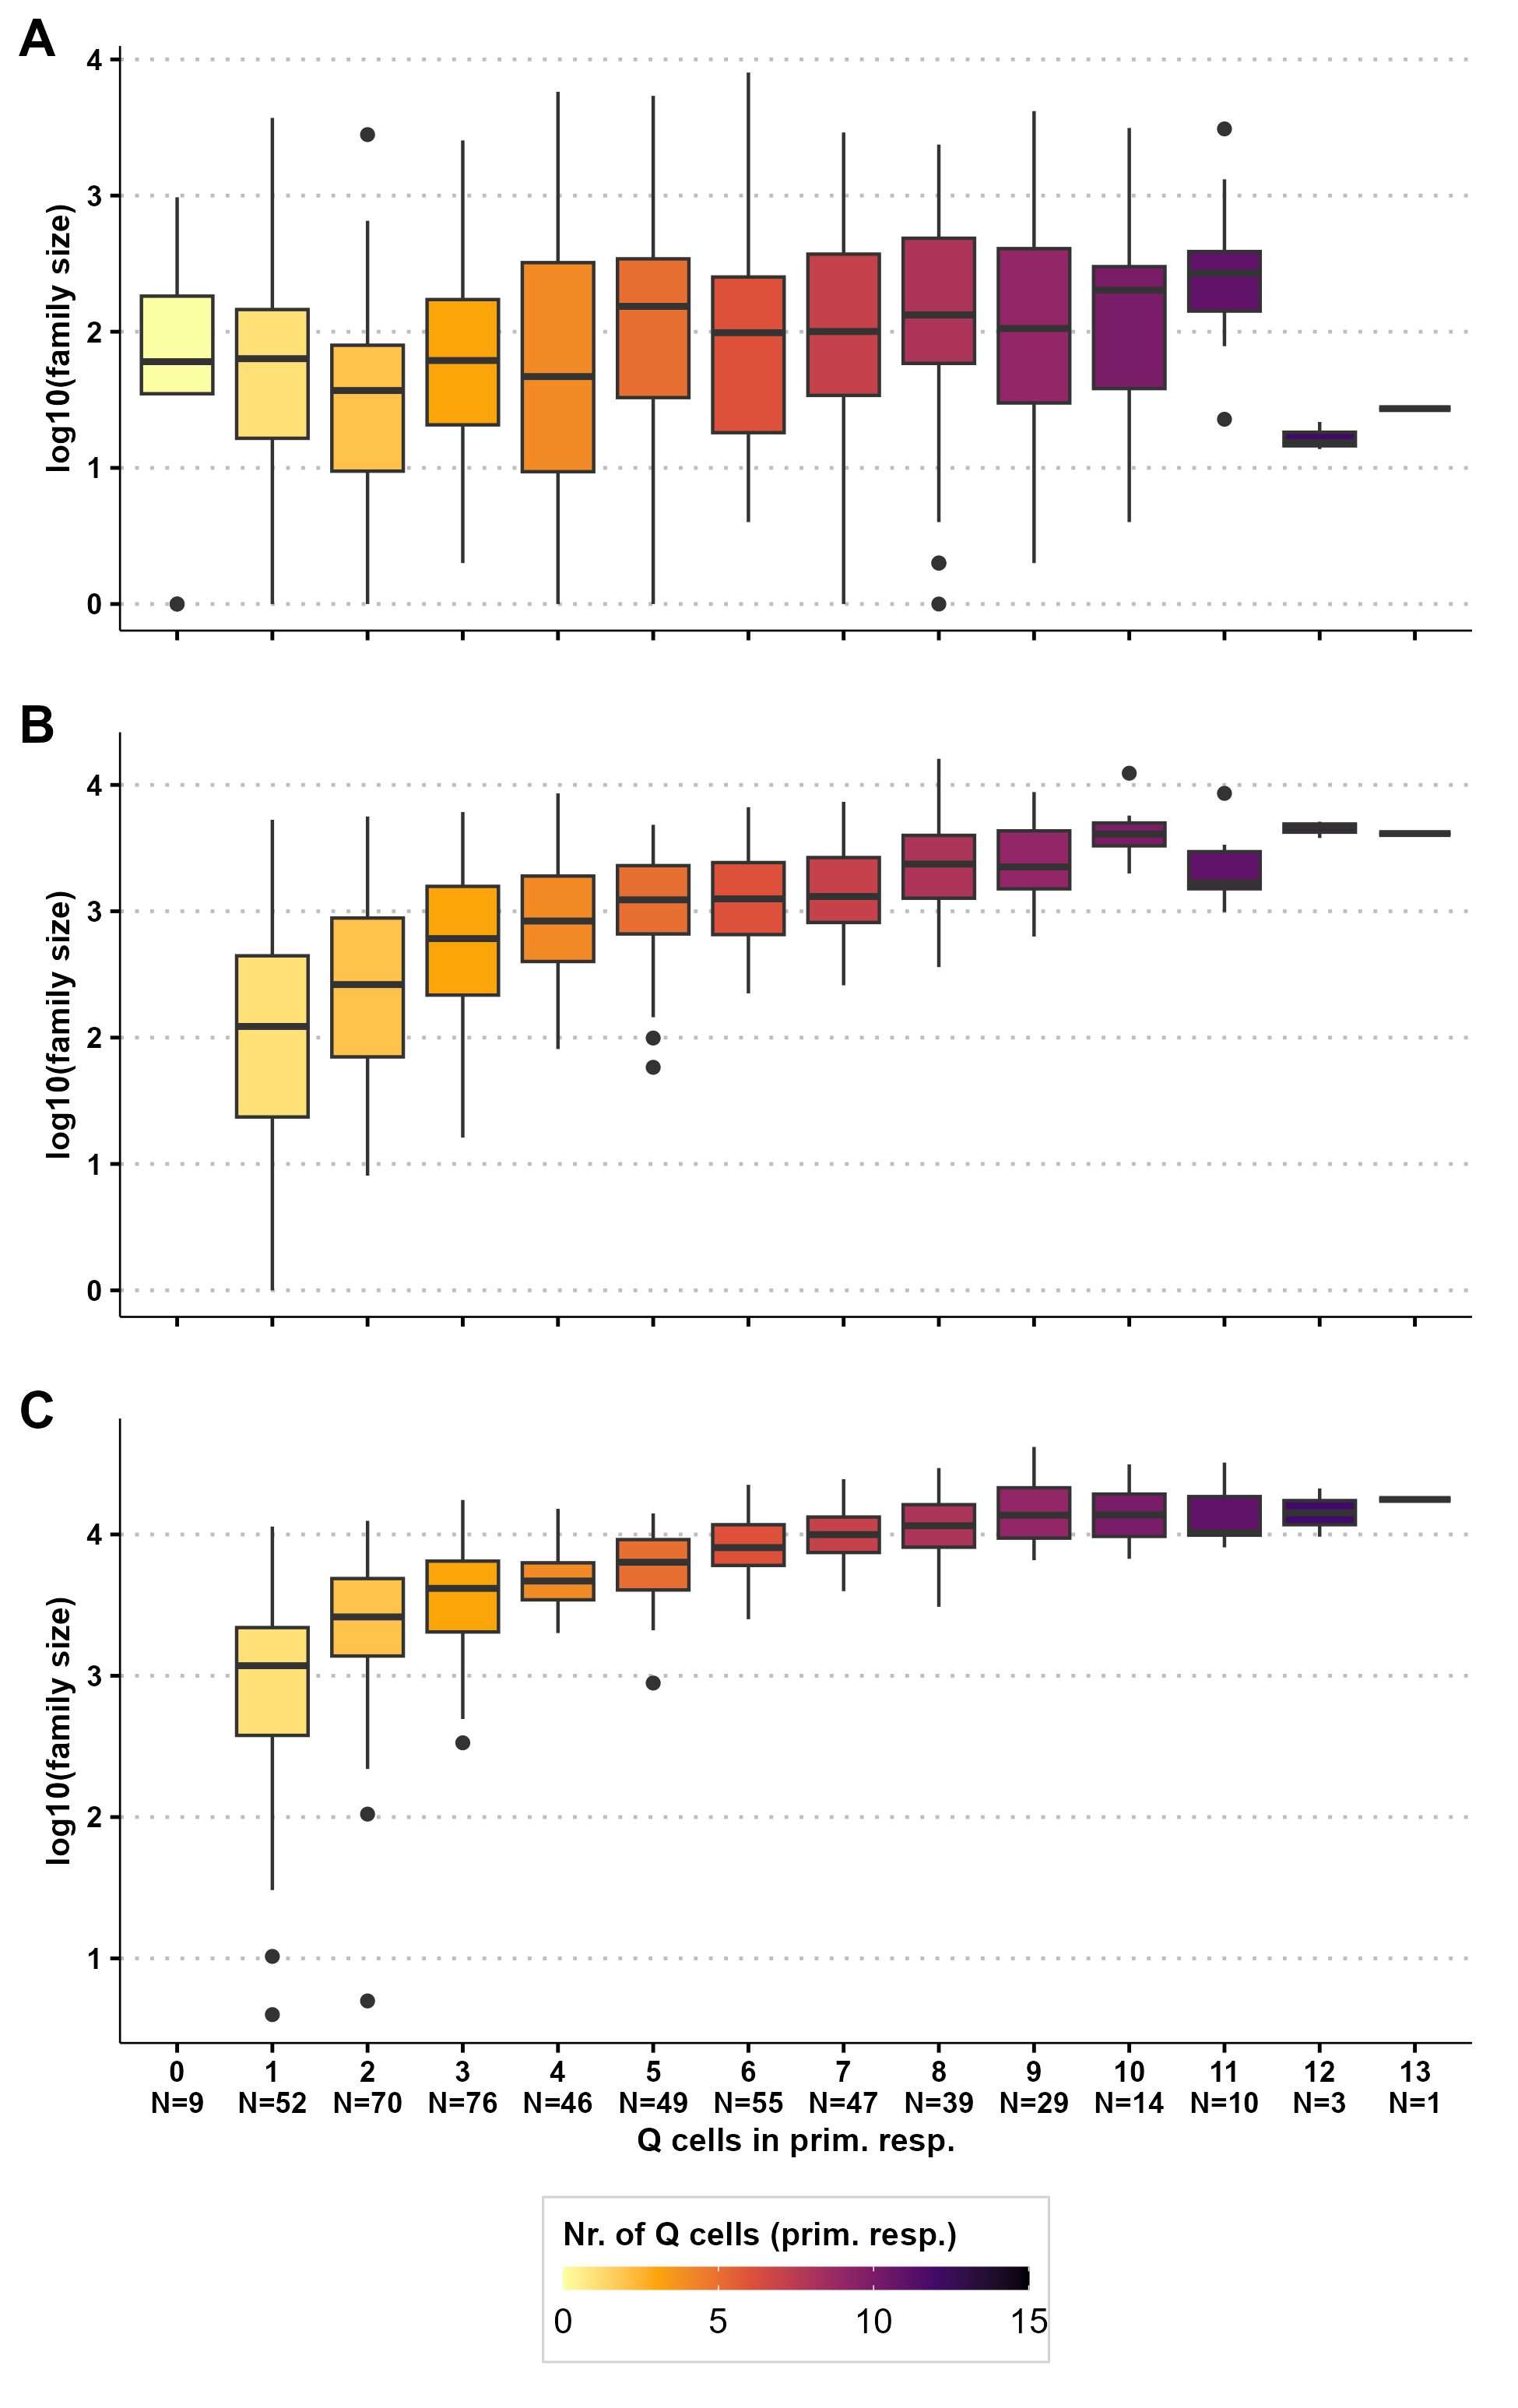 A
4
3
2
1
0
log10(family size)
B
4
3
2
1
0
log10(family size)
C
4
3
2
1
log10(family size)
0 1 2 3 4 5 6 7 8 9 10 11 12 13
N=9 N=52 N=70 N=76 N=46 N=49 N=55 N=47 N=39 N=29 N=14 N=10 N=3 N=1
Q cells in prim. resp.
Nr. of Q cells (prim. resp.)
0 5 10 15